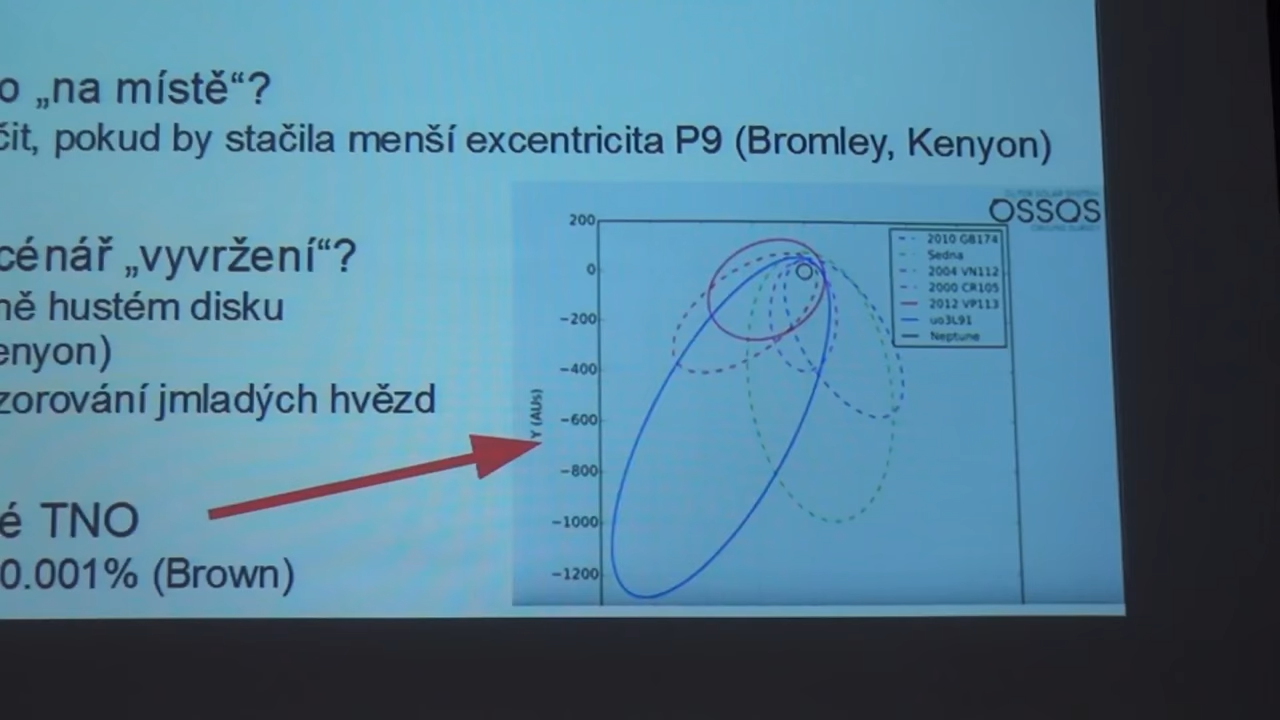 o „na místě“?
čit, pokud by stačila menší excentricita P9 (Bromley, Kenyon)
cénář „vyvržení“?
ně hustém disku
enyon)
zorování jmladých hvězd
é TNO
0.001% (Brown)
OSSOS
200
0
−200
−400
−600
−800
−1000
−1200
Y (AUs)
2010 GB174
Sedna
2004 VN112
2000 CR105
2012 VP113
uo3L91
Neptune